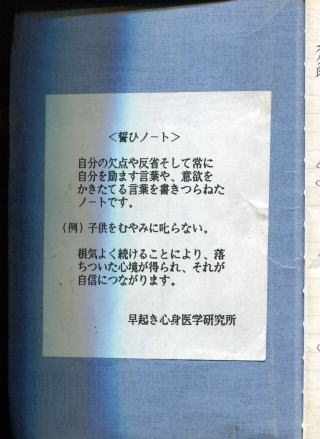 <誓ひノート>
自分の欠点や反省そして常に
自分を励ます言葉や、意欲を
かきたてる言葉を書きつらねた
ノートです。
(例)子供をむやみに叱らない。
根気よく続けることにより、落
ちついた心境が得られ、それが
自信につながります。
早起き心身医学研究所